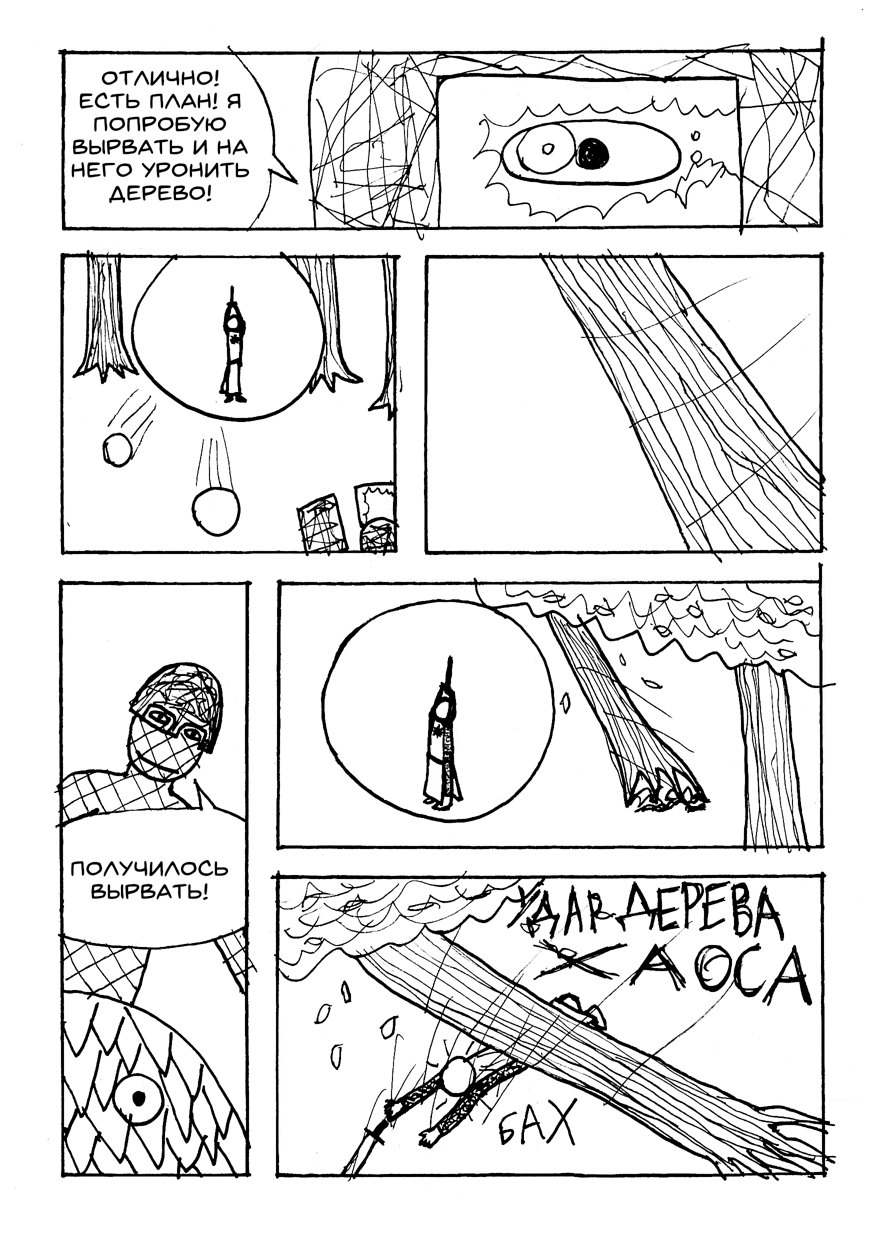 ОТЛИЧНО!
ЕСТЬ ПЛАН! Я
ПОПРОБУЮ
ВЫРВАТЬ И НА
НЕГО УРОНИТЬ
ДЕРЕВО!
ПОЛУЧИЛОСЬ
ВЫРВАТЬ!
УДАР ДЕРЕВА
ХАОСА
БАХ